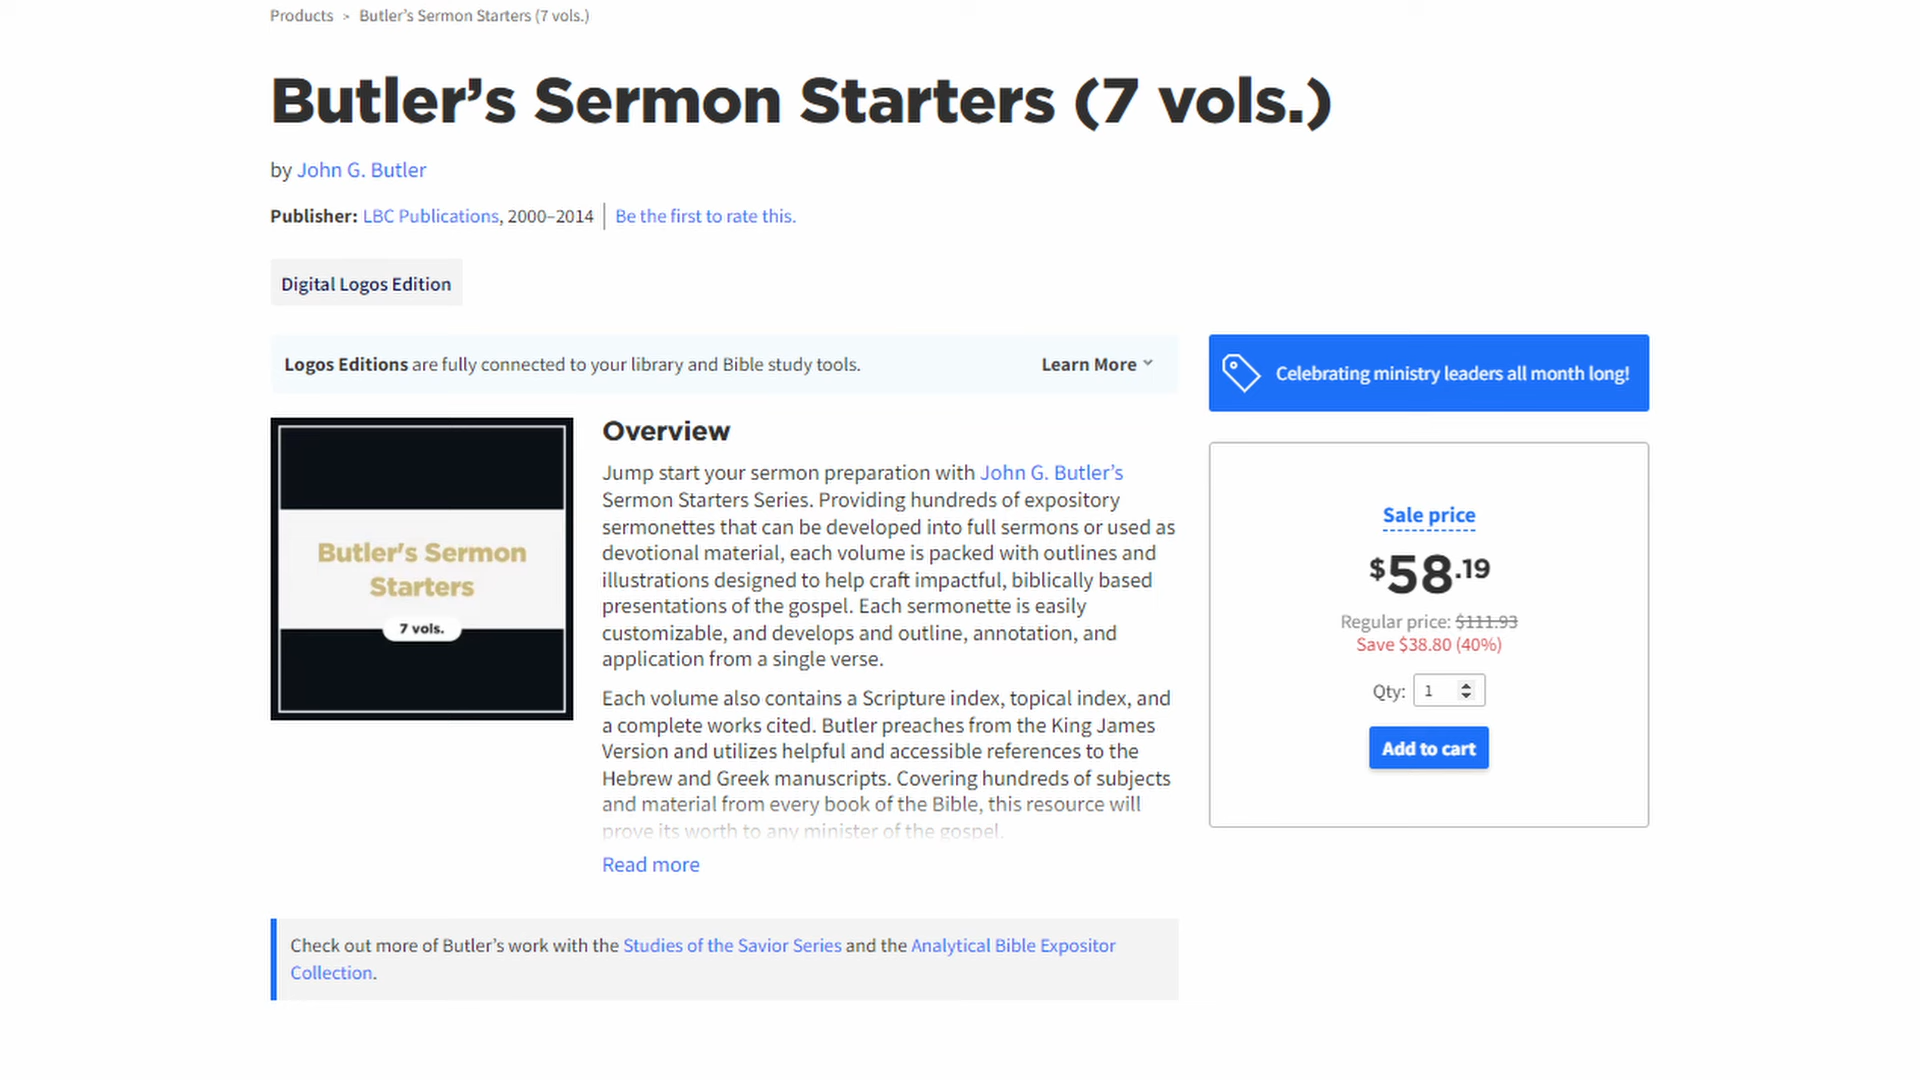 Products > Butler’s Sermon Starters (7 vols.)
Butler’s Sermon Starters (7 vols.)
by John G. Butler
Publisher: LBC Publications, 2000–2014 | Be the first to rate this.
Digital Logos Edition
Logos Editions are fully connected to your library and Bible study tools.
Learn More
Celebrating ministry leaders all month long!
Butler's Sermon
Starters
7 vols.
Overview
Jump start your sermon preparation with John G. Butler’s
Sermon Starters Series. Providing hundreds of expository
sermonettes that can be developed into full sermons or used as
devotional material, each volume is packed with outlines and
illustrations designed to help craft impactful, biblically based
presentations of the gospel. Each sermonette is easily
customizable, and develops and outline, annotation, and
application from a single verse.
Each volume also contains a Scripture index, topical index, and
a complete works cited. Butler preaches from the King James
Version and utilizes helpful and accessible references to the
Hebrew and Greek manuscripts. Covering hundreds of subjects
and material from every book of the Bible, this resource will
prove its worth to any minister of the gospel.
Read more
Sale price
$58.19
Regular price: $111.93
Save $38.80 (40%)
Qty: 1
Add to cart
Check out more of Butler’s work with the Studies of the Savior Series and the Analytical Bible Expositor
Collection.